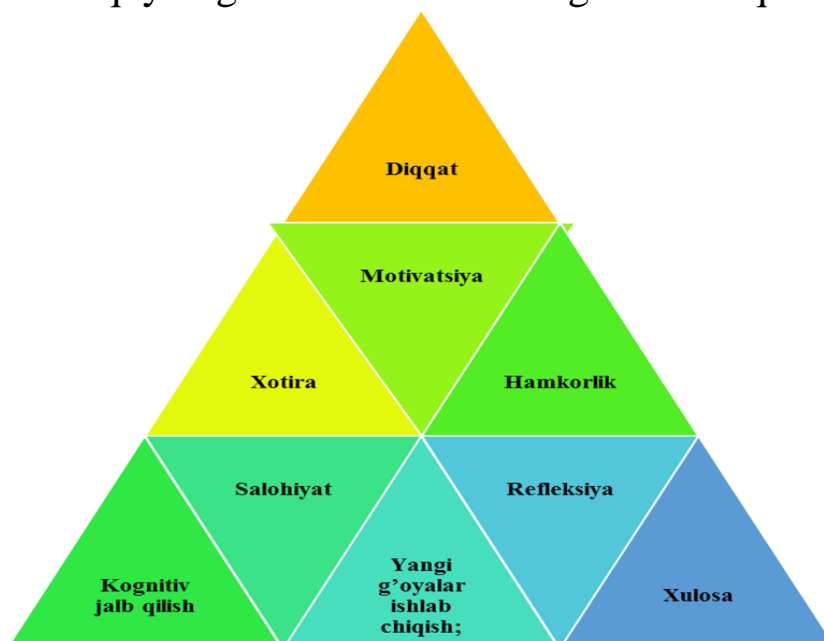 Diqqat
Motivatsiya
Xotira
Hamkorlik
Salohiyat
Refleksiya
Kognitiv
jalb qilish
Yangi
g’oyalar
ishlab
chiqish;
Xulosa